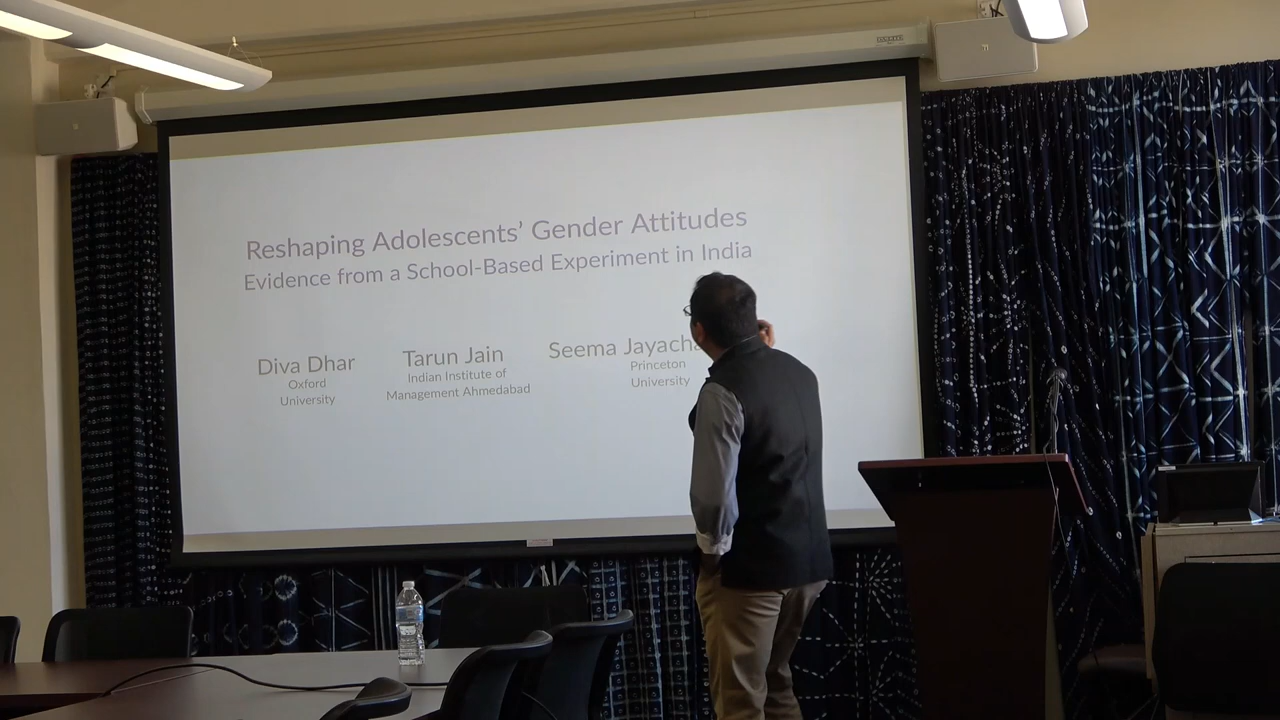 Reshaping Adolescents' Gender Attitudes
Evidence from a School-Based Experiment in India
Diva Dhar
Oxford
University
Tarun Jain
Indian Institute of
Management Ahmedabad
Seema
Princeton
University